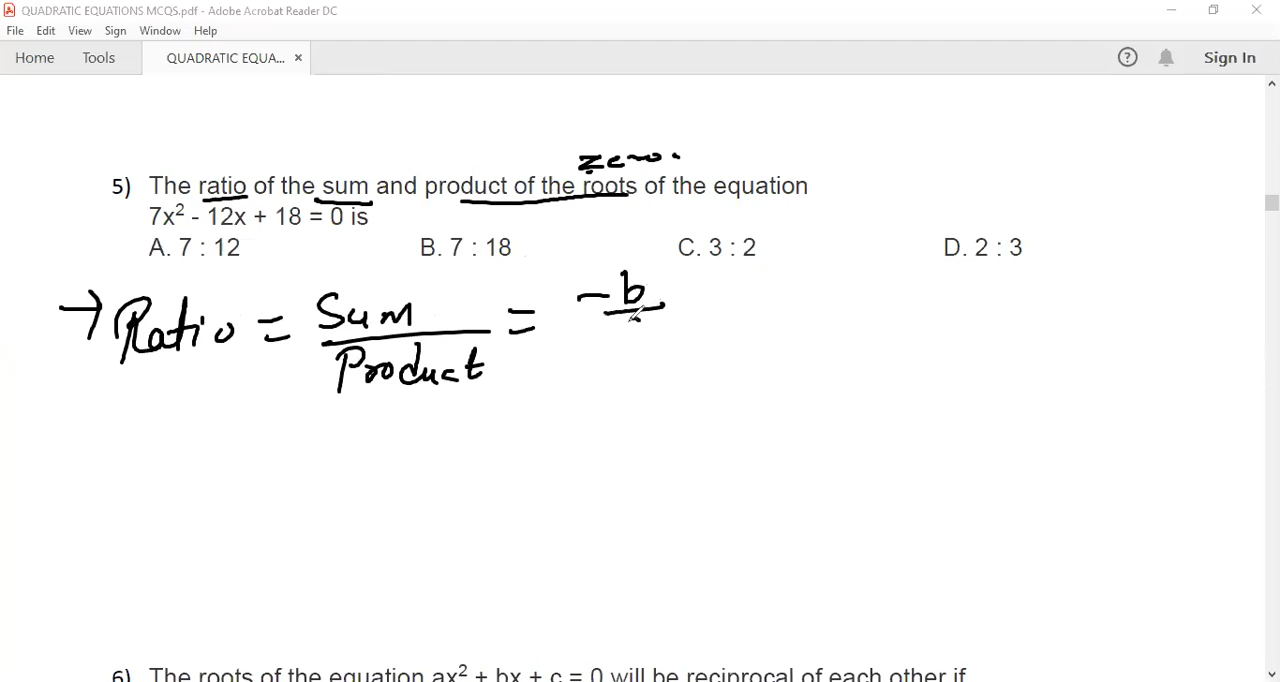 QUADRATIC EQUATIONS MCQS.pdf - Adobe Acrobat Reader DC
File Edit View Sign Window Help
Home Tools QUADRATIC EQUA... × Sign In
zero.
5) The ratio of the sum and product of the roots of the equation
7x² - 12x + 18 = 0 is
A. 7 : 12 B. 7 : 18 C. 3 : 2 D. 2 : 3
→ Ratio = Sum / Product = -b
6) The roots of the equation ax² + bx + c = 0 will be reciprocal of each other if